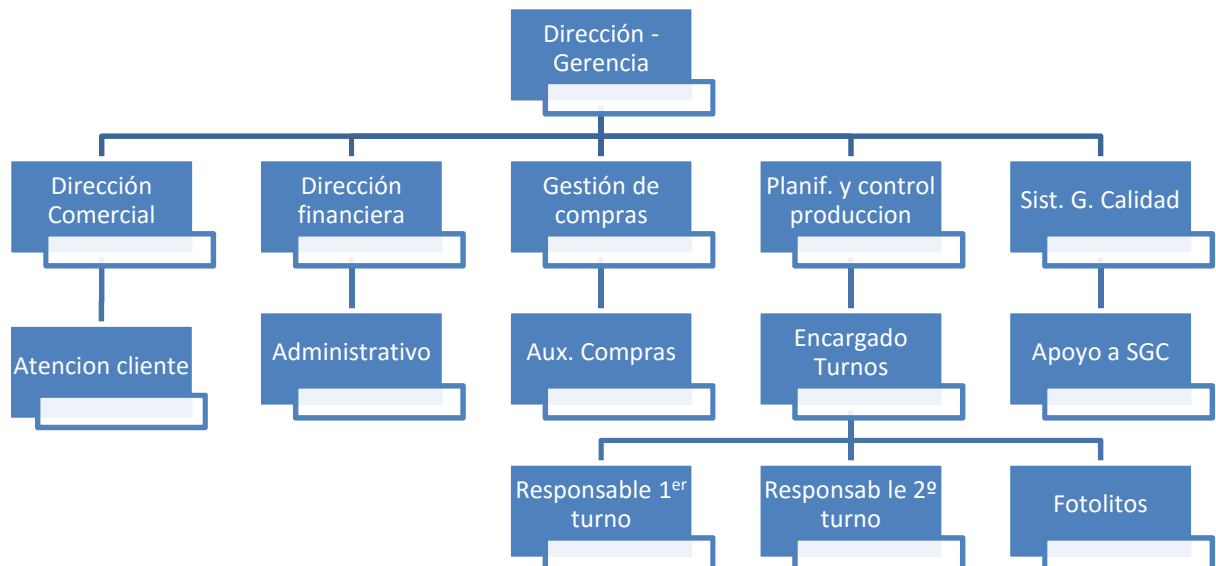 Dirección -
Gerencia
Dirección
Comercial
Dirección
financiera
Gestión de
compras
Planif. y control
produccion
Sist. G. Calidad
Atencion cliente
Administrativo
Aux. Compras
Encargado
Turnos
Apoyo a SGC
Responsable 1er
turno
Responsab le 2º
turno
Fotolitos